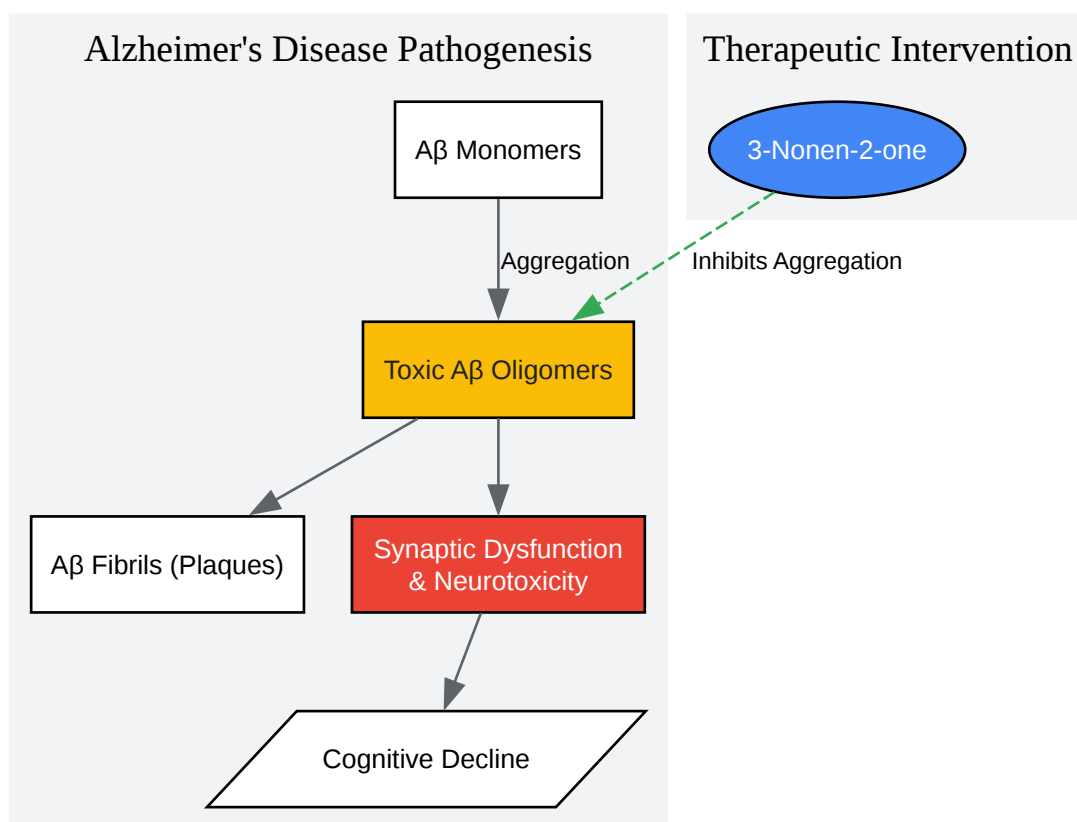 Alzheimer's Disease Pathogenesis
Therapeutic Intervention
Aβ Monomers
3-Nonen-2-one
Aggregation
Inhibits Aggregation
Toxic Aβ Oligomers
Aβ Fibrils (Plaques)
Synaptic Dysfunction
& Neurotoxicity
Cognitive Decline